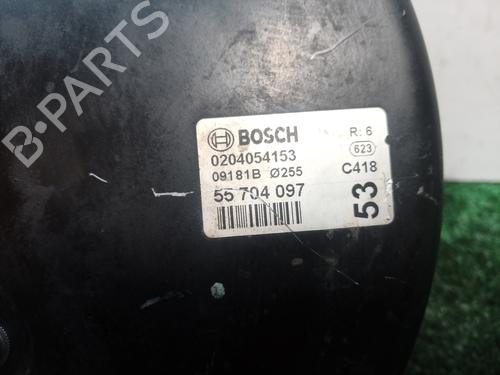 B-PARTS
BOSCH R: 6
0204054153 623
09181B Ø255 C418
55 704 097
53